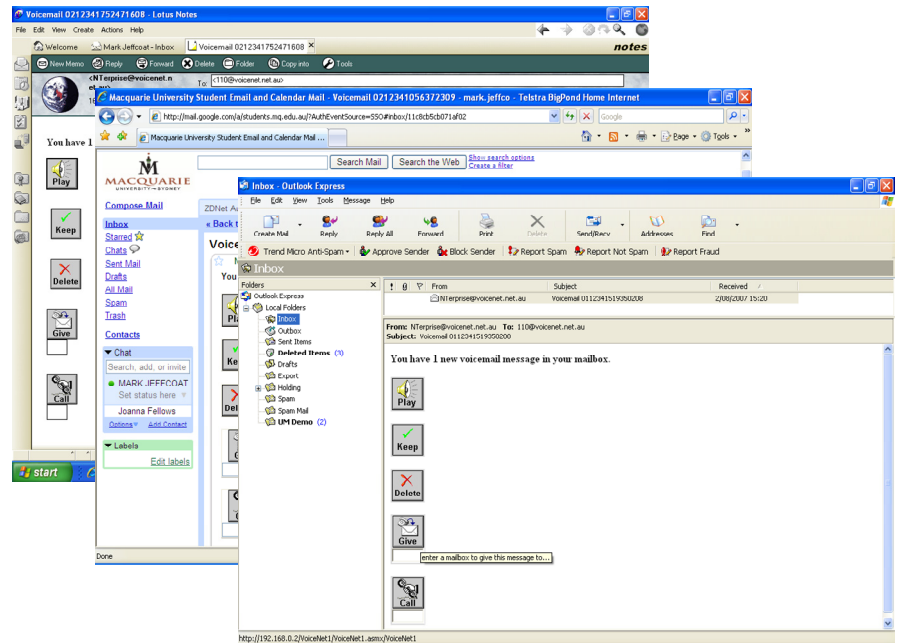 Voicemail 0212341752471608 - Lotus Notes
File Edit View Create Actions Help
Welcome Mark Jeffcoat - Inbox Voicemail 0212341752471608
notes
New Memo Reply Forward Delete Folder Copy into Tools
<NTerprise@voicenet.n
To: <110@voicenet.net.au>
You have 1
Play
Keep
Delete
Give
Call
start
Macquarie University Student Email and Calendar Mail - Voicemail 0212341056372309 - mark.jeffco - Telstra BigPond Home Internet
http://mail.google.com/a/students.mq.edu.au/?AuthEventSource=SSO#inbox/11c8cb5cb071af02
Google
Macquarie University Student Email and Calendar Mail ...
Page Tools
MACQUARIE
UNIVERSITY~SYDNEY
Search Mail Search the Web
Show search options
Create a filter
Compose Mail
Inbox
Starred
Chats
Sent Mail
Drafts
All Mail
Spam
Trash
Contacts
Chat
Search, add, or invite
MARK JEFFCOAT
Set status here
Joanna Fellows
Options Add Contact
Labels
Edit labels
ZDNet Au
« Back t
Voice
You
Pl
Ke
Del
Done
Inbox - Outlook Express
File Edit View Tools Message Help
Create Mail Reply Reply All Forward Print Delete Send/Recv Addresses Find
Trend Micro Anti-Spam Approve Sender Block Sender Report Spam Report Not Spam Report Fraud
Inbox
Folders
Outlook Express
Local Folders
Inbox
Outbox
Sent Items
Deleted Items (3)
Drafts
Export
Holding
Spam
Spam Mail
UM Demo (2)
! From Subject Received
NTerprise@voicenet.net.au Voicemail 0112341519350208 2/08/2007 15:20
From: NTerprise@voicenet.net.au To: 110@voicenet.net.au
Subject: Voicemail 0112341519350200
You have 1 new voicemail message in your mailbox.
Play
Keep
Delete
Give
enter a mailbox to give this message to...
Call
http://192.168.0.2/VoiceNet1/VoiceNet1.asmx/VoiceNet1